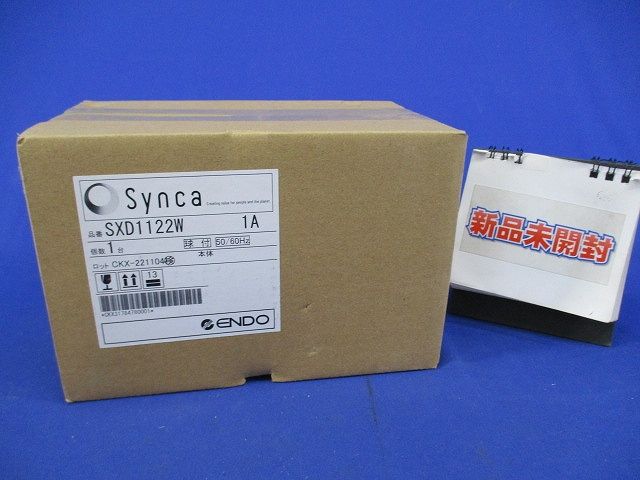 Synca
Creating value for people and the planet
品番 SXD1122W 1A
個数 1 台 球 付 50/60Hz
ロット CKX-221104 本体
13
*CKX31784780001*
ENDO
新品未開封